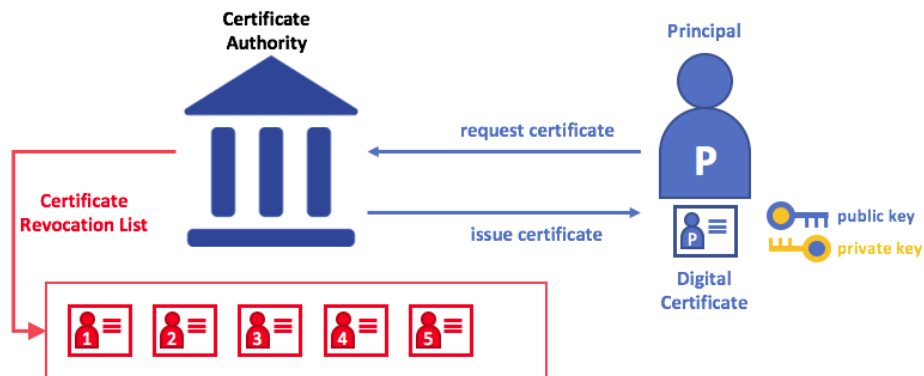 Certificate
Authority
Principal
request certificate
P
Certificate
Revocation List
issue certificate
P
public key
private key
Digital
Certificate
1
2
3
4
5